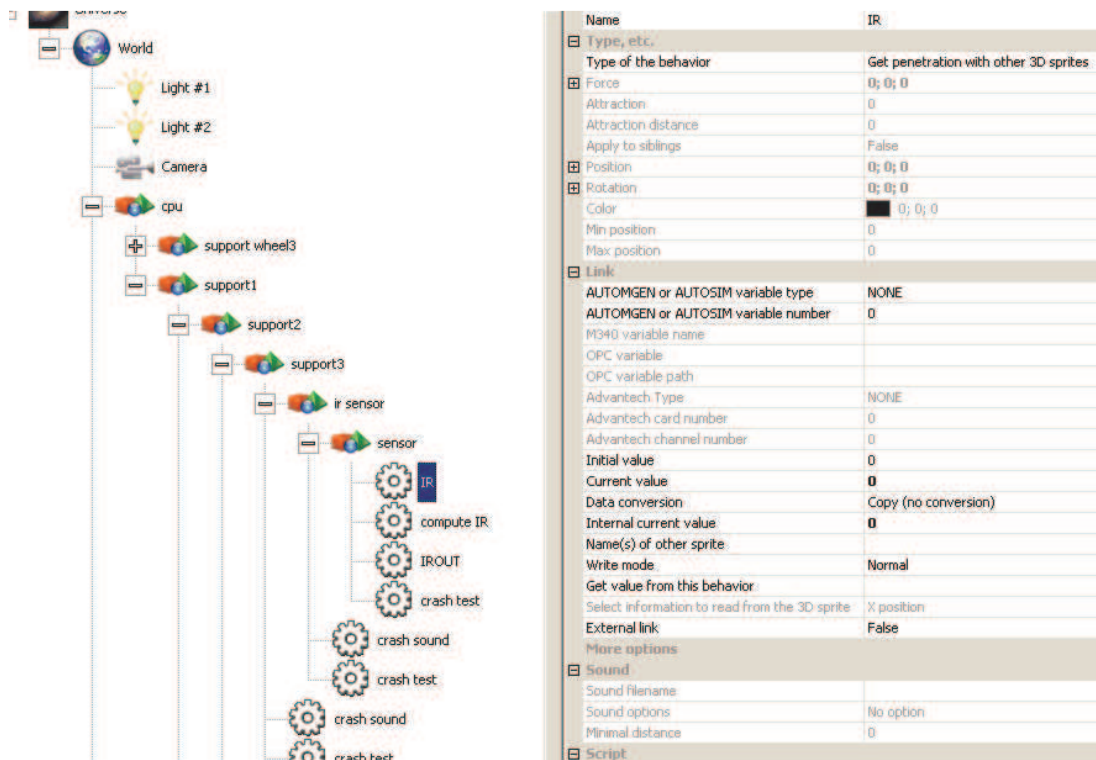 Universe
World
Light #1
Light #2
Camera
cpu
support wheel3
support1
support2
support3
ir sensor
sensor
IR
compute IR
IROUT
crash test
crash sound
crash test
crash sound
crash test
Name IR
Type, etc.
Type of the behavior Get penetration with other 3D sprites
Force 0; 0; 0
Attraction 0
Attraction distance 0
Apply to siblings False
Position 0; 0; 0
Rotation 0; 0; 0
Color 0; 0; 0
Min position 0
Max position 0
Link
AUTOMGEN or AUTOSIM variable type NONE
AUTOMGEN or AUTOSIM variable number 0
M340 variable name
OPC variable
OPC variable path
Advantech Type NONE
Advantech card number 0
Advantech channel number 0
Initial value 0
Current value 0
Data conversion Copy (no conversion)
Internal current value 0
Name(s) of other sprite
Write mode Normal
Get value from this behavior
Select information to read from the 3D sprite X position
External link False
More options
Sound
Sound filename
Sound options No option
Minimal distance 0
Script